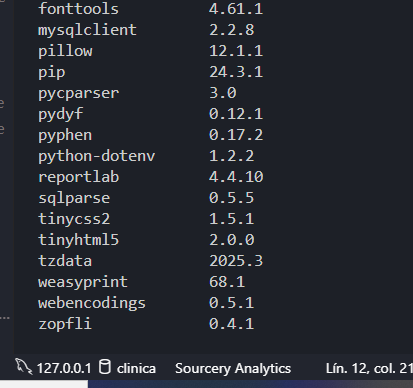 fonttools 4.61.1
mysqlclient 2.2.8
pillow 12.1.1
pip 24.3.1
pycparser 3.0
pydyf 0.12.1
pyphen 0.17.2
python-dotenv 1.2.2
reportlab 4.4.10
sqlparse 0.5.5
tinycss2 1.5.1
tinyhtml5 2.0.0
tzdata 2025.3
weasyprint 68.1
webencodings 0.5.1
zopfli 0.4.1
127.0.0.1 clinica Sourcery Analytics Lín. 12, col. 21